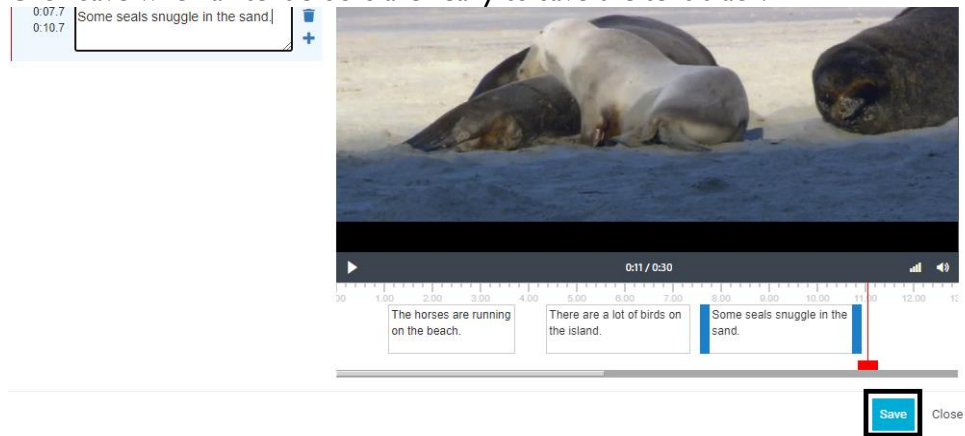 0:07.7
0:10.7
Some seals snuggle in the sand.
0:11 / 0:30
00 1.00 2.00 3.00 4.00 5.00 6.00 7.00 8.00 9.00 10.00 11.00 12.00
The horses are running
on the beach.
There are a lot of birds on
the island.
Some seals snuggle in the
sand.
Save
Close